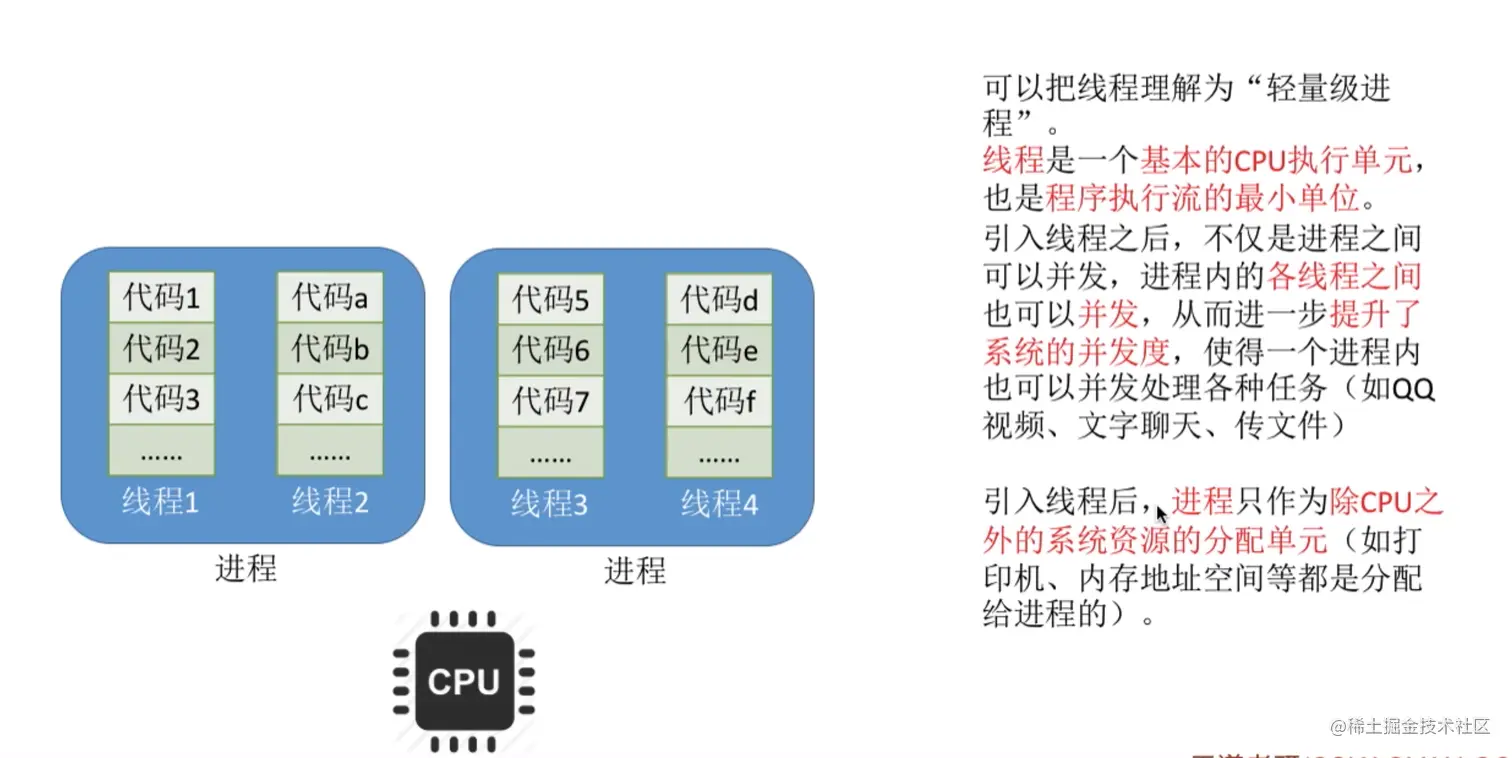 可以把线程理解为“轻量级进
程”。
线程是一个基本的CPU执行单元，
也是程序执行流的最小单位。
引入线程之后，不仅是进程之间
可以并发，进程内的各线程之间
也可以并发，从而进一步提升了
系统的并发度，使得一个进程内
也可以并发处理各种任务（如QQ
视频、文字聊天、传文件）
引入线程后，进程只作为除CPU之
外的系统资源的分配单元（如打
印机、内存地址空间等都是分配
给进程的）。
代码1
代码2
代码3
……
线程1
代码a
代码b
代码c
……
线程2
进程
代码5
代码6
代码7
……
线程3
代码d
代码e
代码f
……
线程4
进程
CPU
@稀土掘金技术社区